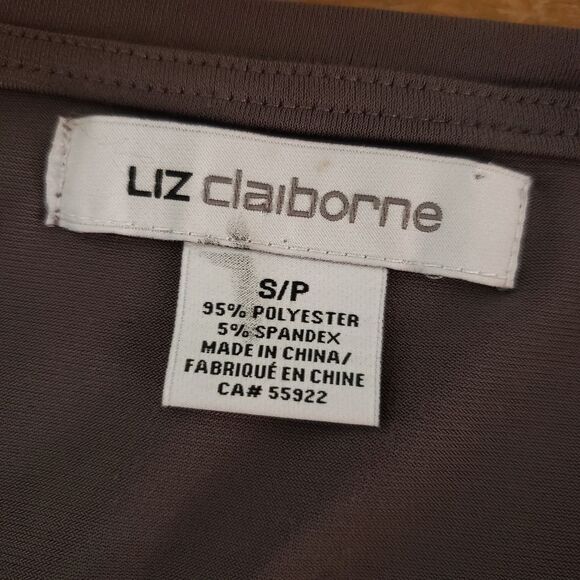 LIZ claiborne
S/P
95% POLYESTER
5% SPANDEX
MADE IN CHINA/
FABRIQUÉ EN CHINE
CA# 55922